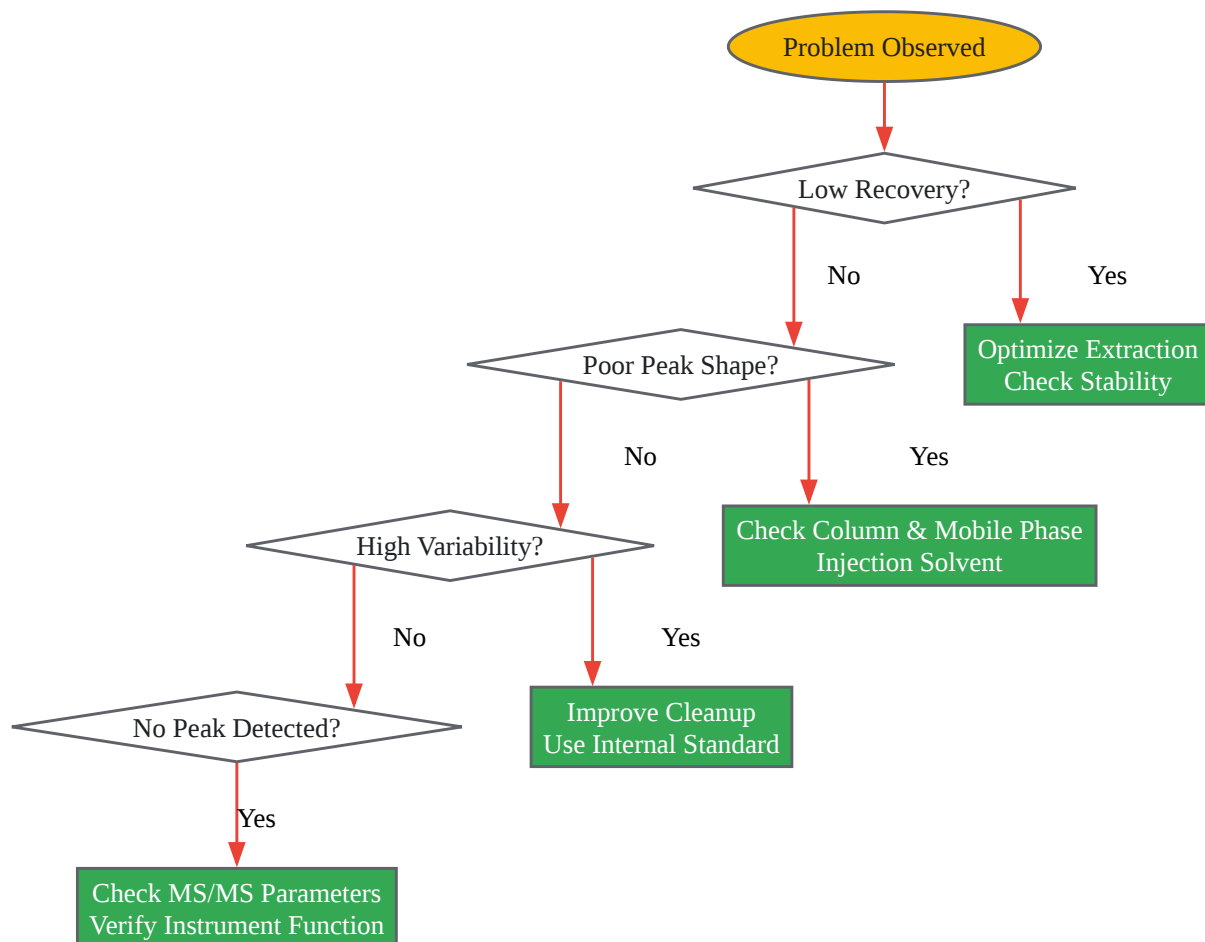 Problem Observed
Low Recovery?
No
Yes
Optimize Extraction
Check Stability
Poor Peak Shape?
No
Yes
Check Column & Mobile Phase
Injection Solvent
High Variability?
No
Yes
Improve Cleanup
Use Internal Standard
No Peak Detected?
Yes
Check MS/MS Parameters
Verify Instrument Function